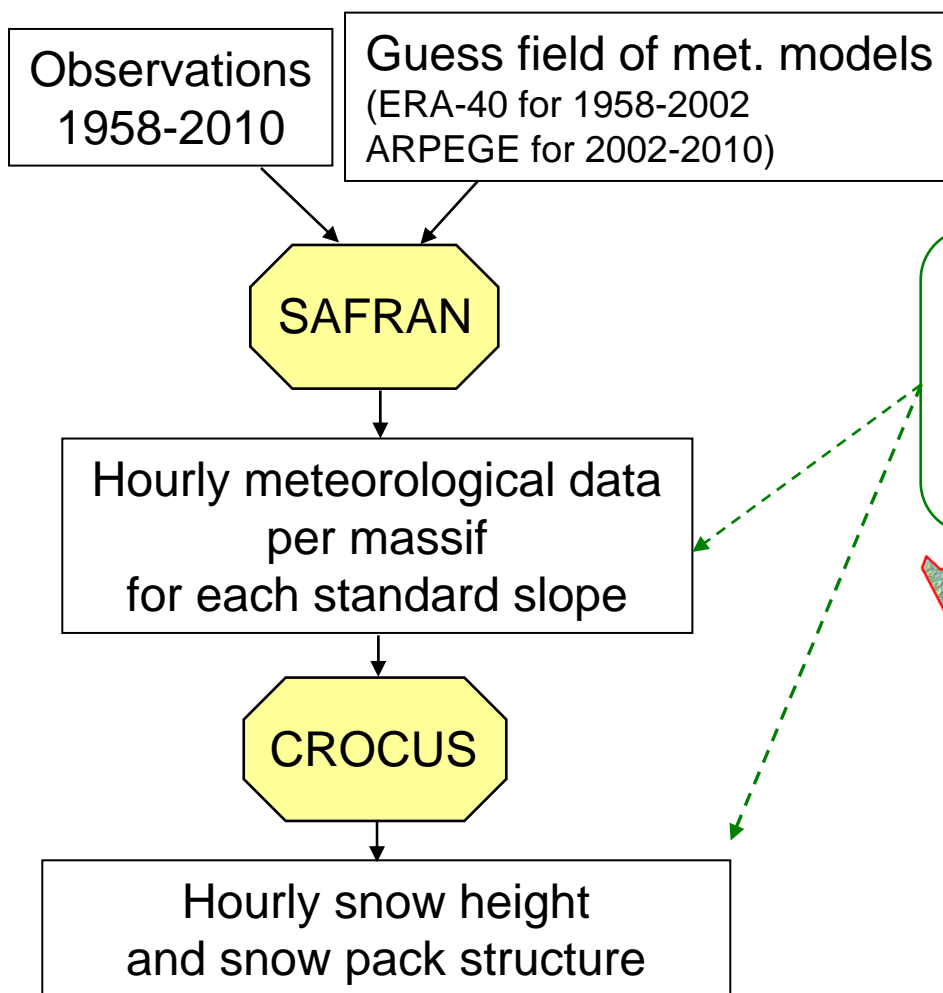 Observations
1958-2010
Guess field of met. models
(ERA-40 for 1958-2002
ARPEGE for 2002-2010)
SAFRAN
Hourly meteorological data
per massif
for each standard slope
CROCUS
Hourly snow height
and snow pack structure